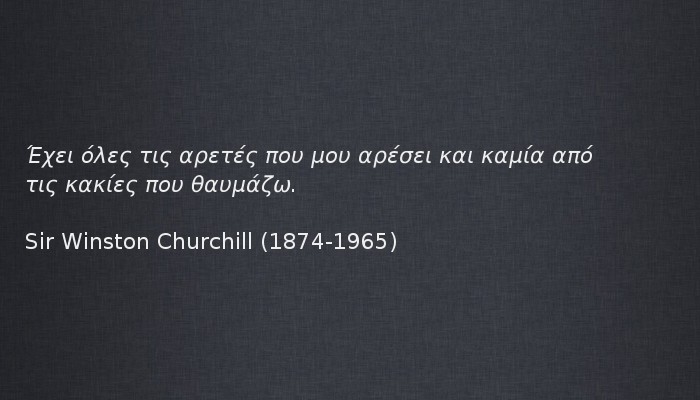 Έχει όλες τις αρετές που μου αρέσει και καμία από
τις κακίες που θαυμάζω.
Sir Winston Churchill (1874-1965)